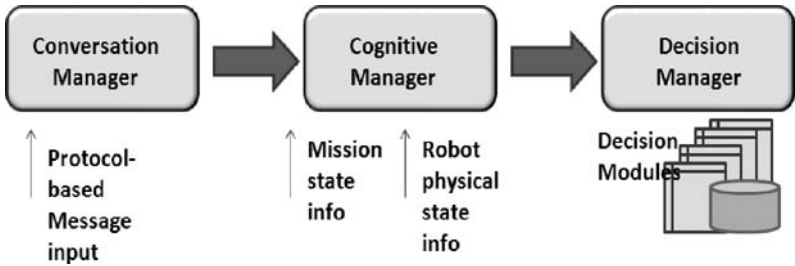 Conversation
Manager
Cognitive
Manager
Decision
Manager
Protocol-
based
Message
input
Mission
state
info
Robot
physical
state
info
Decision
Modules